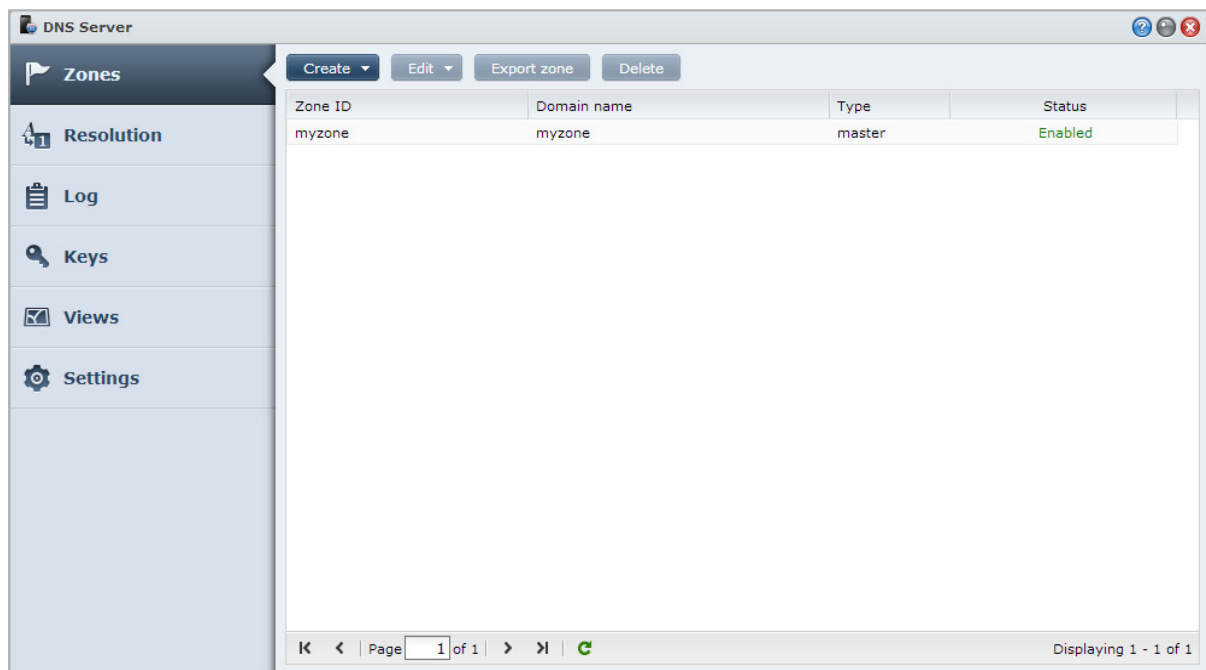 DNS Server
Zones
Resolution
Log
Keys
Views
Settings
Create Edit Export zone Delete
Zone ID Domain name Type Status
myzone myzone master Enabled
Page 1 of 1 Displaying 1 - 1 of 1